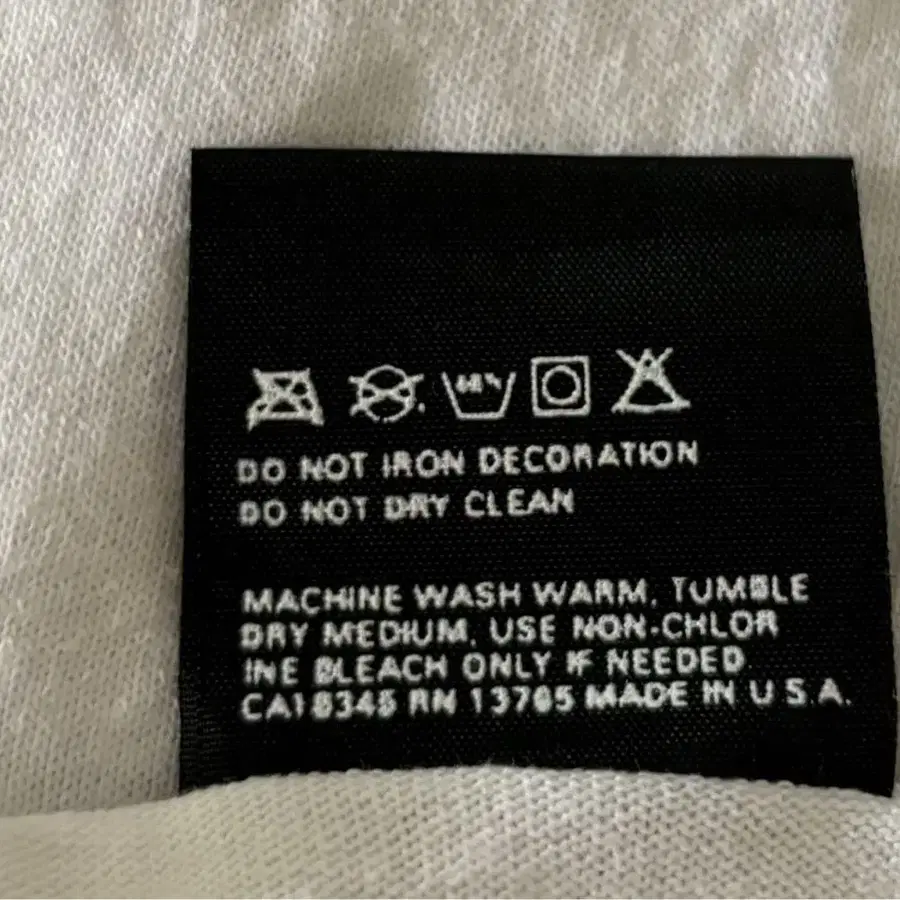 DO NOT IRON DECORATION
DO NOT DRY CLEAN
MACHINE WASH WARM, TUMBLE
DRY MEDIUM, USE NON-CHLOR
INE BLEACH ONLY IF NEEDED
CA18345 RN 13765 MADE IN U S.A.